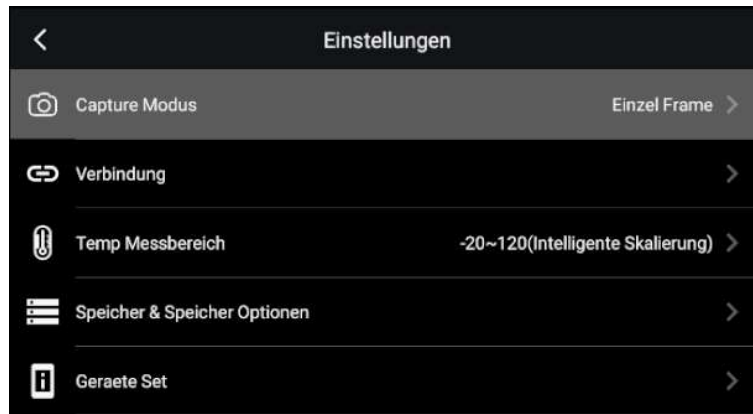 Einstellungen
Capture Modus Einzel Frame
Verbindung
Temp Messbereich -20~120(Intelligente Skalierung)
Speicher & Speicher Optionen
Geraete Set